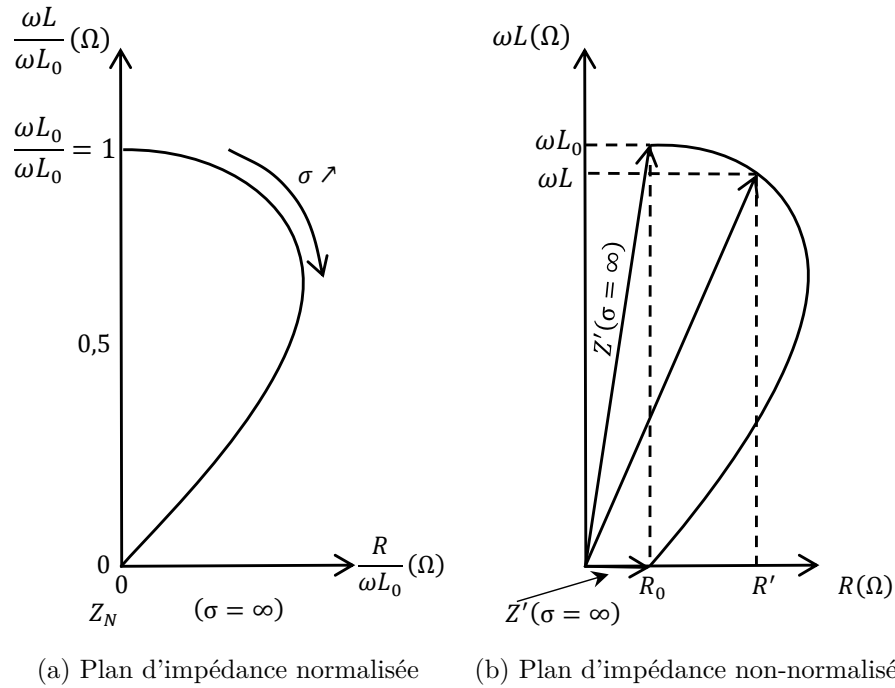 ωL/ωL₀ (Ω)
ωL₀/ωL₀ = 1
σ ↗
0,5
0
0
Z_N
(σ = ∞)
R/ωL₀ (Ω)
(a) Plan d'impédance normalisée
ωL(Ω)
ωL₀
ωL
Z′(σ = ∞)
R₀
R′
R(Ω)
Z′(σ = ∞)
(b) Plan d'impédance non-normalisé